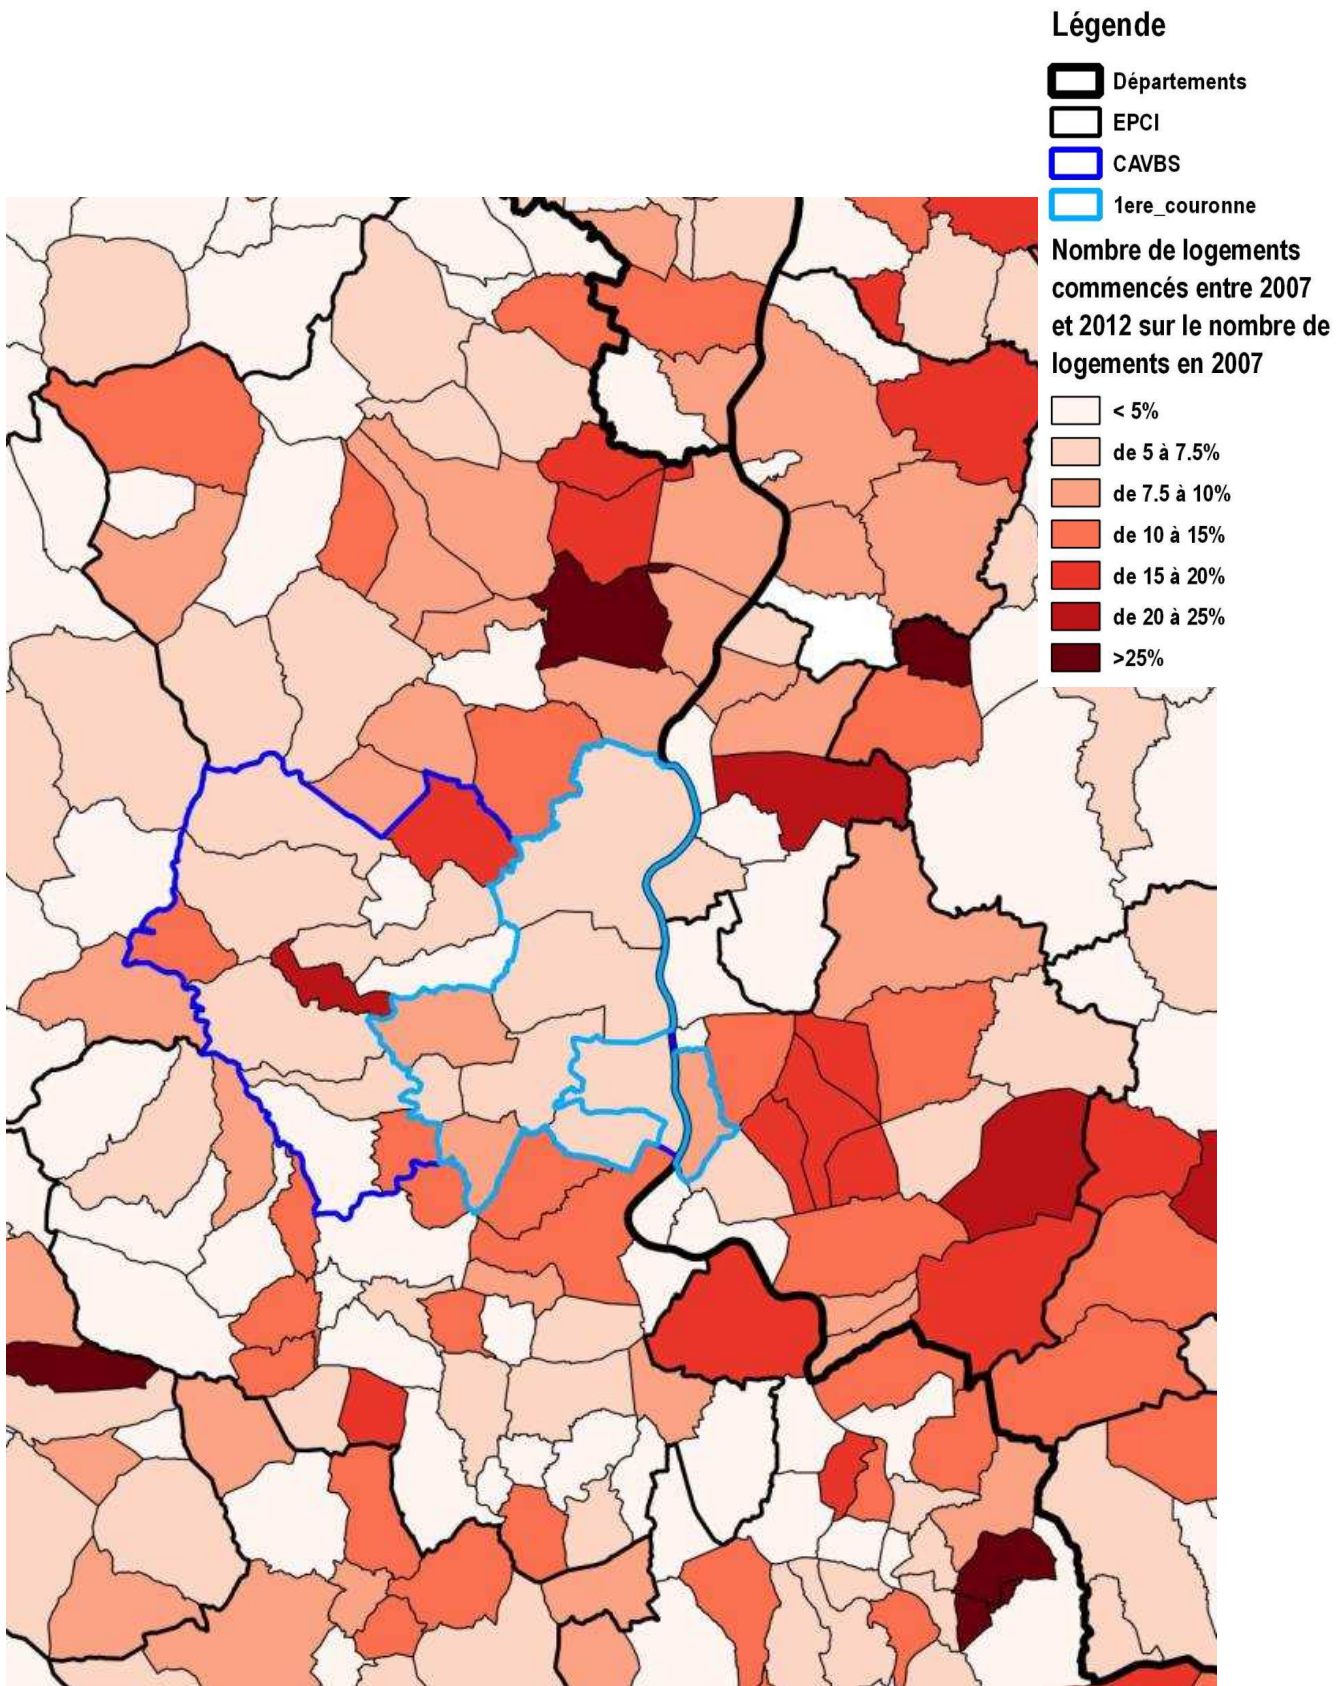 Légende
Départements
EPCI
CAVBS
1ere_couronne
Nombre de logements
commencés entre 2007
et 2012 sur le nombre de
logements en 2007
< 5%
de 5 à 7.5%
de 7.5 à 10%
de 10 à 15%
de 15 à 20%
de 20 à 25%
>25%